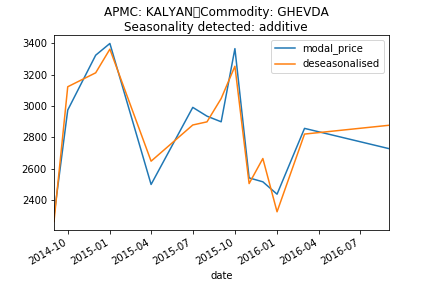 APMC: KALYAN▯Commodity: GHEVDA
Seasonality detected: additive
modal_price
deseasonalised
3400
3200
3000
2800
2600
2400
2014-10
2015-01
2015-04
2015-07
2015-10
2016-01
2016-04
2016-07
date